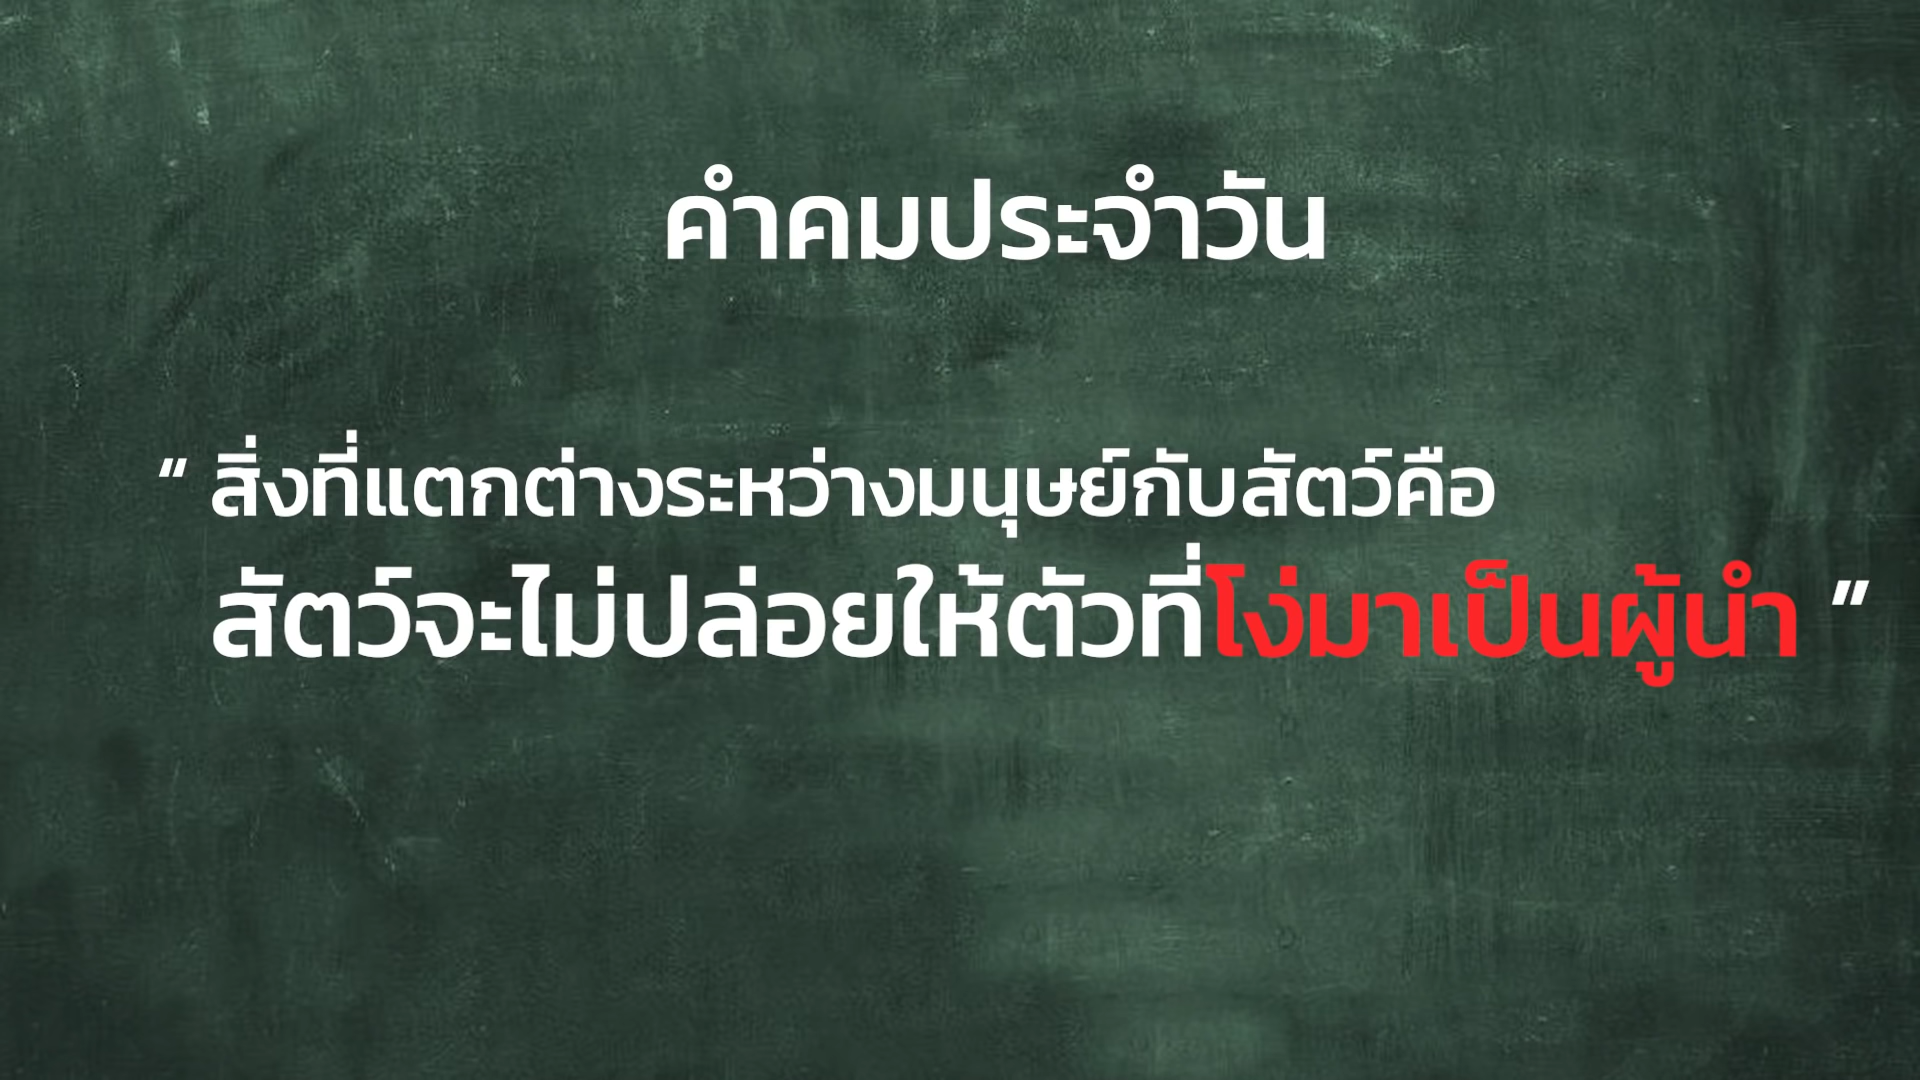 คำคมประจำวัน
“ สิ่งที่แตกต่างระหว่างมนุษย์กับสัตว์คือ
สัตว์จะไม่ปล่อยให้ตัวที่โง่มาเป็นผู้นำ ”